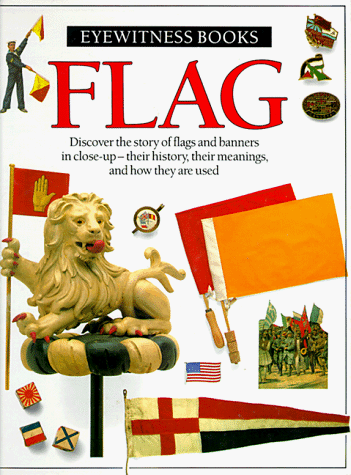 EYEWITNESS BOOKS
FLAG
Discover the story of flags and banners
in close-up – their history, their meanings,
and how they are used